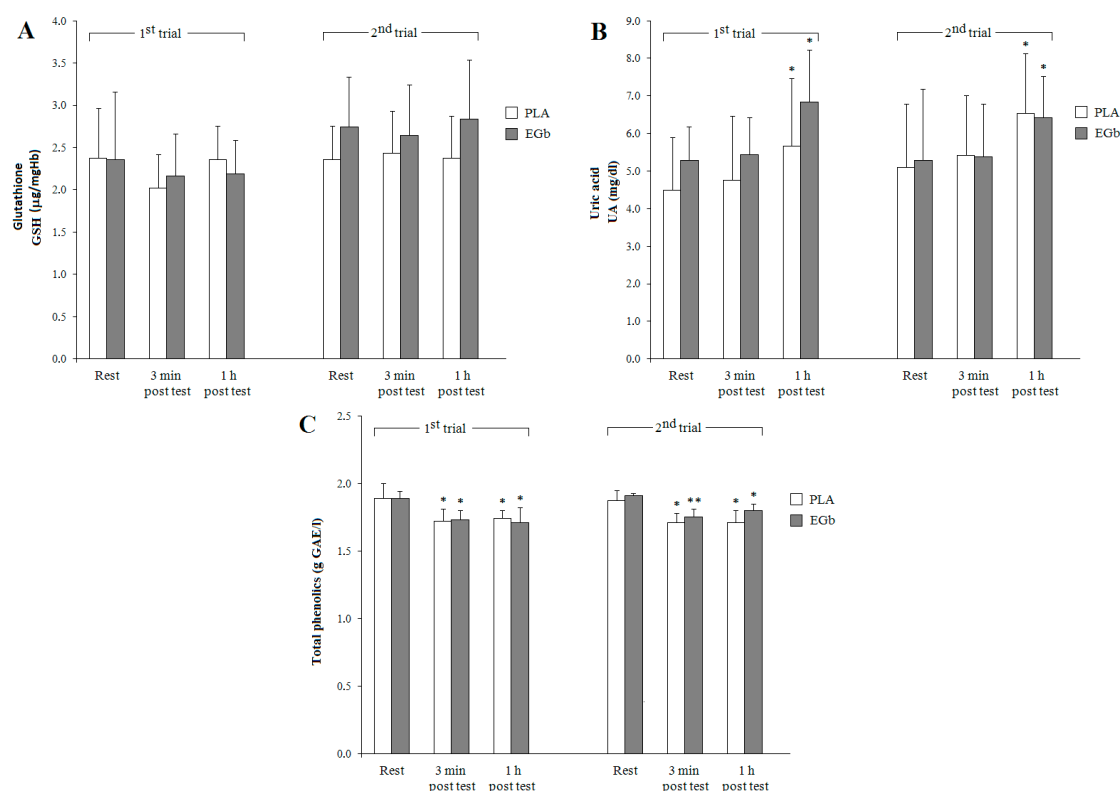 A
1st trial
2nd trial
4.0
3.5
3.0
2.5
2.0
1.5
1.0
0.5
0.0
Glutathione
GSH (µg/mgHb)
PLA
EGb
Rest
3 min
post test
1 h
post test
Rest
3 min
post test
1 h
post test
B
1st trial
2nd trial
9.0
8.0
7.0
6.0
5.0
4.0
3.0
2.0
1.0
0.0
Uric acid
UA (mg/dl)
*
*
*
*
PLA
EGb
Rest
3 min
post test
1 h
post test
Rest
3 min
post test
1 h
post test
C
1st trial
2nd trial
2.5
2.0
1.5
1.0
0.5
0.0
Total phenolics (g GAE/l)
* * * *
* ** * *
PLA
EGb
Rest
3 min
post test
1 h
post test
Rest
3 min
post test
1 h
post test